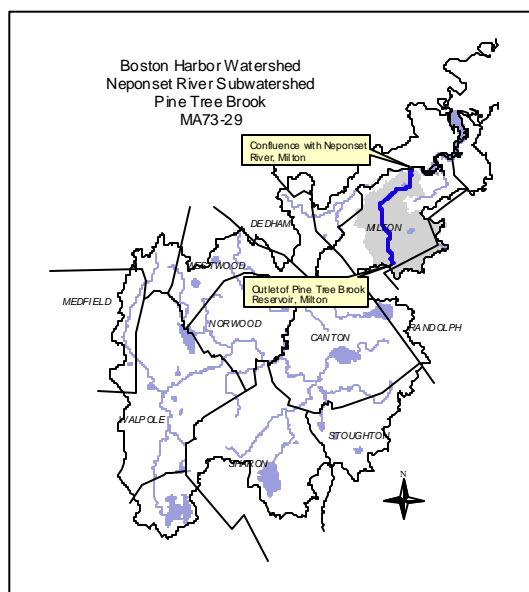 Boston Harbor Watershed
Neponset River Subwatershed
Pine Tree Brook
MA73-29
Confluence with Neponset
River, Milton
DEDHAM
MILTON
WESTWOOD
Outlet of Pine Tree Brook
Reservoir, Milton
MEDFIELD
NORWOOD
CANTON
RANDOLPH
WALPOLE
STOUGHTON
SHARON
N